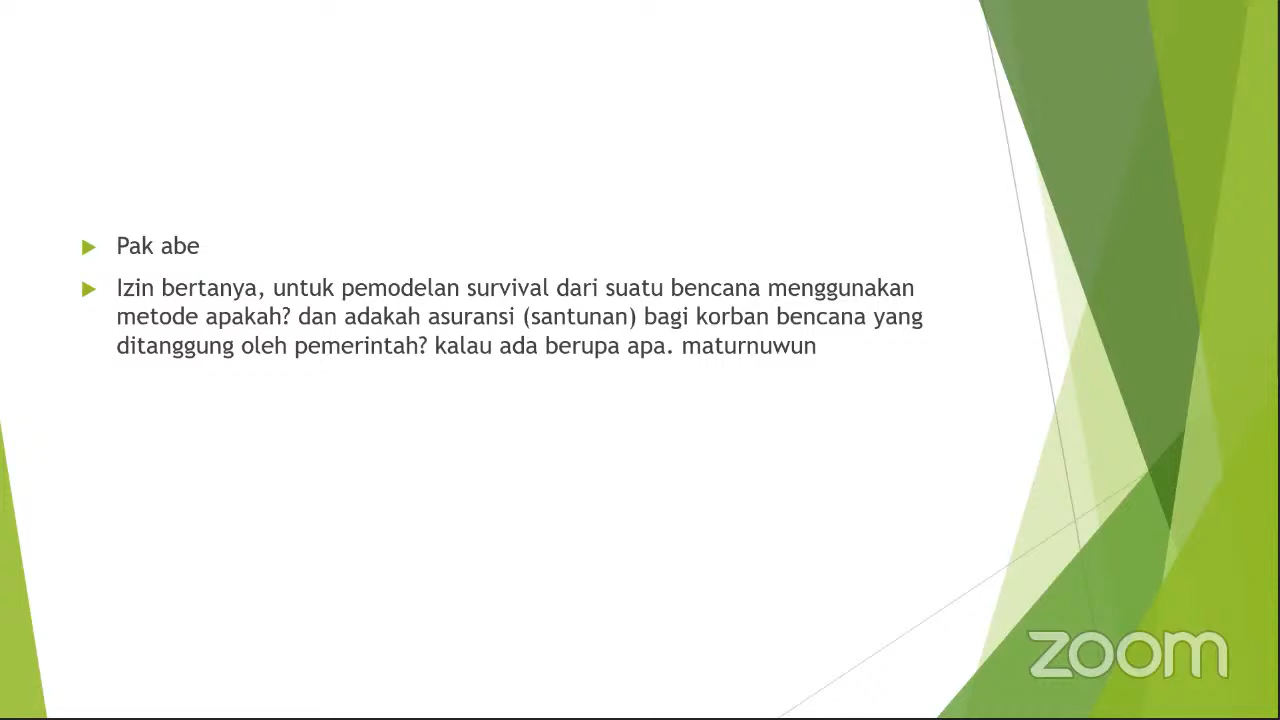 Pak abe
Izin bertanya, untuk pemodelan survival dari suatu bencana menggunakan
metode apakah? dan adakah asuransi (santunan) bagi korban bencana yang
ditanggung oleh pemerintah? kalau ada berupa apa. maturnuwun
zoom